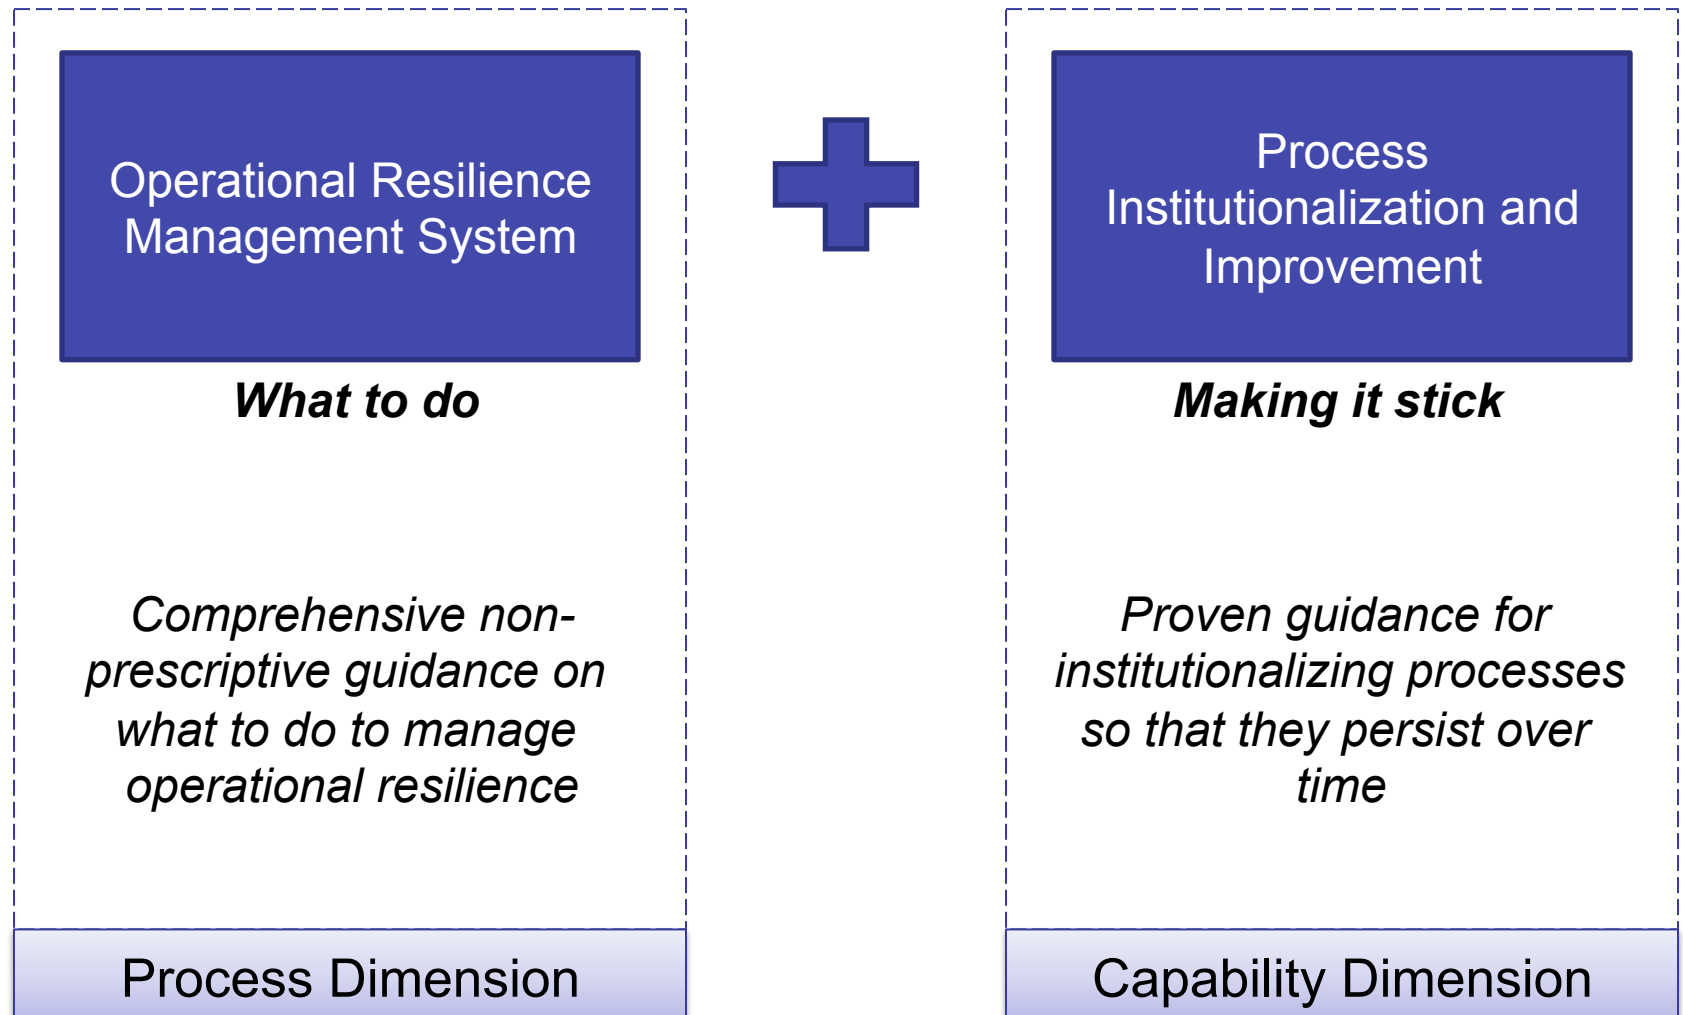 Operational Resilience
Management System
What to do
Comprehensive non-
prescriptive guidance on
what to do to manage
operational resilience
Process Dimension
Process
Institutionalization and
Improvement
Making it stick
Proven guidance for
institutionalizing processes
so that they persist over
time
Capability Dimension